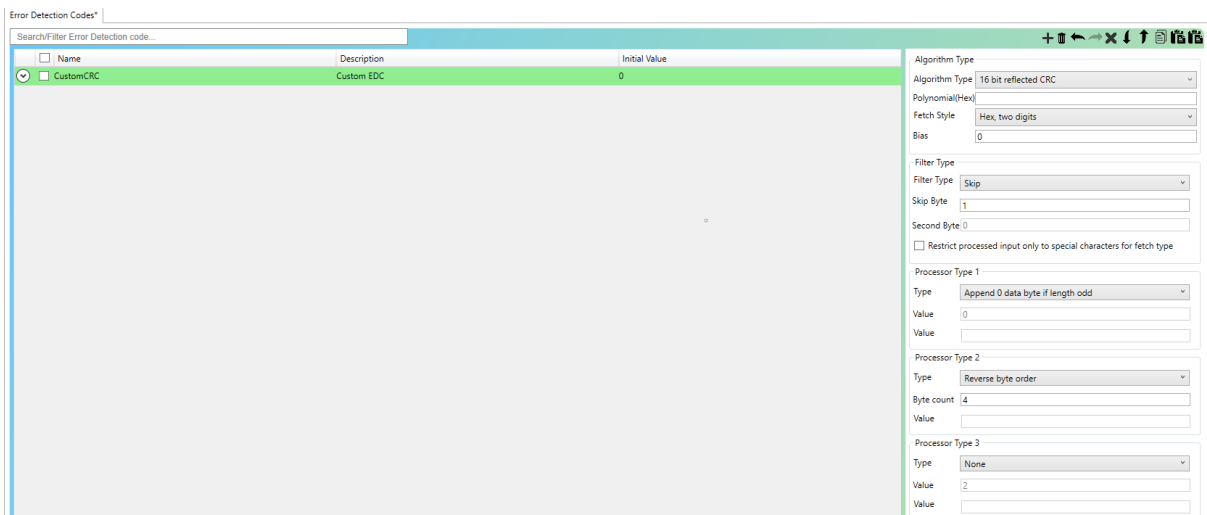 Error Detection Codes*
Search/Filter Error Detection code...
Name Description Initial Value
CustomCRC Custom EDC 0
Algorithm Type
Algorithm Type 16 bit reflected CRC
Polynomial(Hex)
Fetch Style Hex, two digits
Bias 0
Filter Type
Filter Type Skip
Skip Byte 1
Second Byte 0
Restrict processed input only to special characters for fetch type
Processor Type 1
Type Append 0 data byte if length odd
Value 0
Value
Processor Type 2
Type Reverse byte order
Byte count 4
Value
Processor Type 3
Type None
Value 2
Value